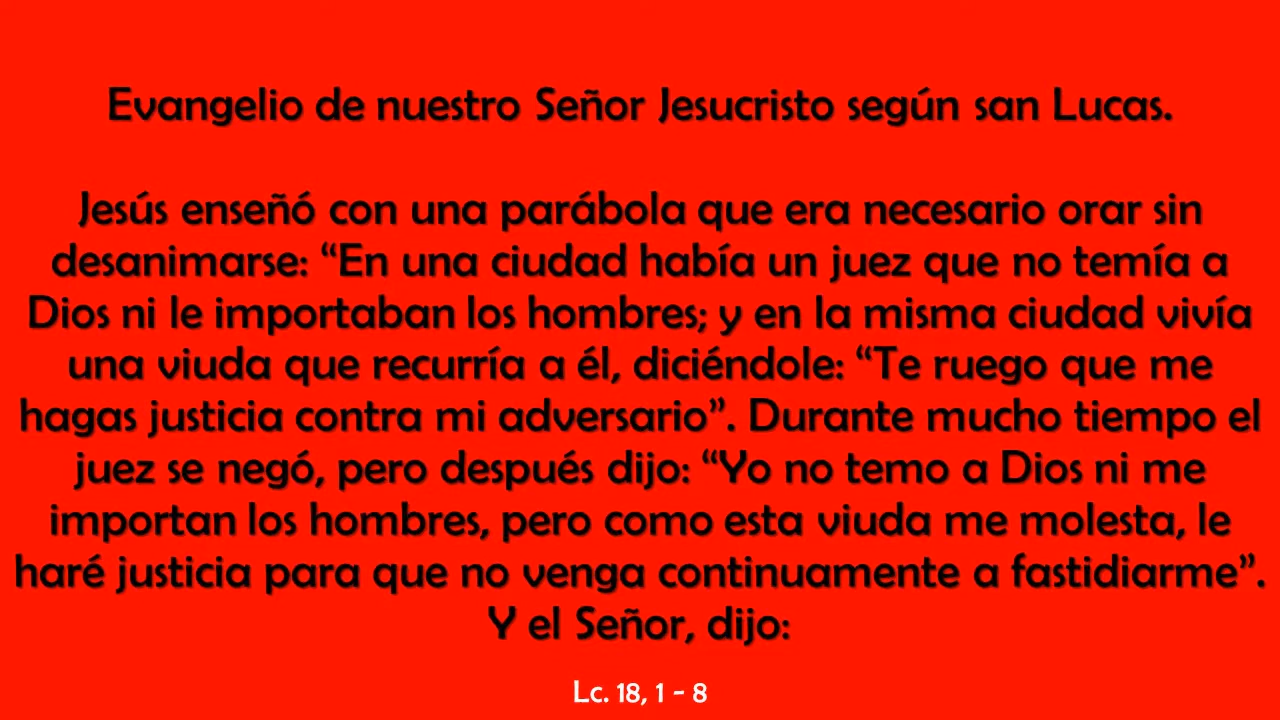 Evangelio de nuestro Señor Jesucristo según san Lucas.
Jesús enseñó con una parábola que era necesario orar sin
desanimarse: “En una ciudad había un juez que no temía a
Dios ni le importaban los hombres; y en la misma ciudad vivía
una viuda que recurría a él, diciéndole: “Te ruego que me
hagas justicia contra mi adversario”. Durante mucho tiempo el
juez se negó, pero después dijo: “Yo no temo a Dios ni me
importan los hombres, pero como esta viuda me molesta, le
haré justicia para que no venga continuamente a fastidiarme”.
Y el Señor, dijo:
Lc. 18, 1 - 8